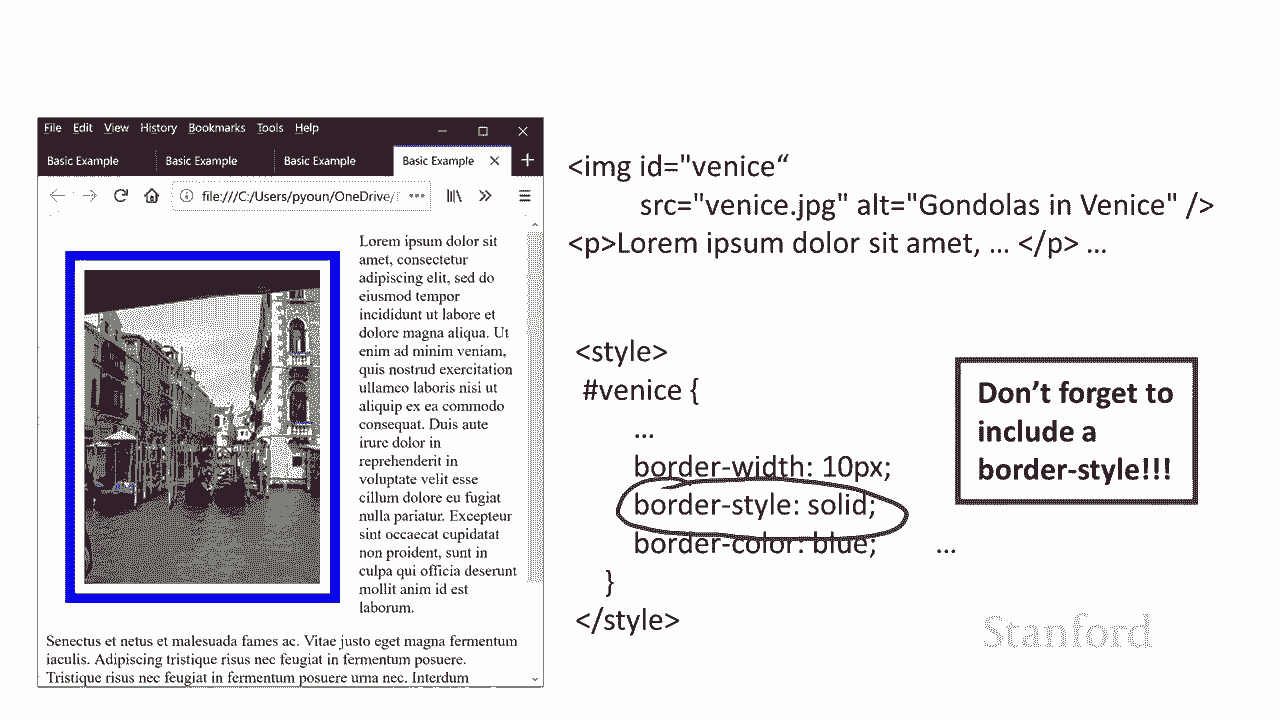 File Edit View History Bookmarks Tools Help
Basic Example Basic Example Basic Example Basic Example
file:///C:/Users/pyoun/OneDrive/
Lorem ipsum dolor sit
amet, consectetur
adipiscing elit, sed do
eiusmod tempor
incididunt ut labore et
dolore magna aliqua. Ut
enim ad minim veniam,
quis nostrud exercitation
ullamco laboris nisi ut
aliquip ex ea commodo
consequat. Duis aute
irure dolor in
reprehenderit in
voluptate velit esse
cillum dolore eu fugiat
nulla pariatur. Excepteur
sint occaecat cupidatat
non proident, sunt in
culpa qui officia deserunt
mollit anim id est
laborum.
Senectus et netus et malesuada fames ac. Vitae justo eget magna fermentum
iaculis. Adipiscing tristique risus nec feugiat in fermentum posuere.
Tristique risus nec feugiat in fermentum posuere urna nec. Interdum
<img id="venice“
src="venice.jpg" alt="Gondolas in Venice" />
<p>Lorem ipsum dolor sit amet, … </p> …
<style>
#venice {
…
border-width: 10px;
border-style: solid;
border-color: blue; …
}
</style>
Don’t forget to
include a
border-style!!!
Stanford